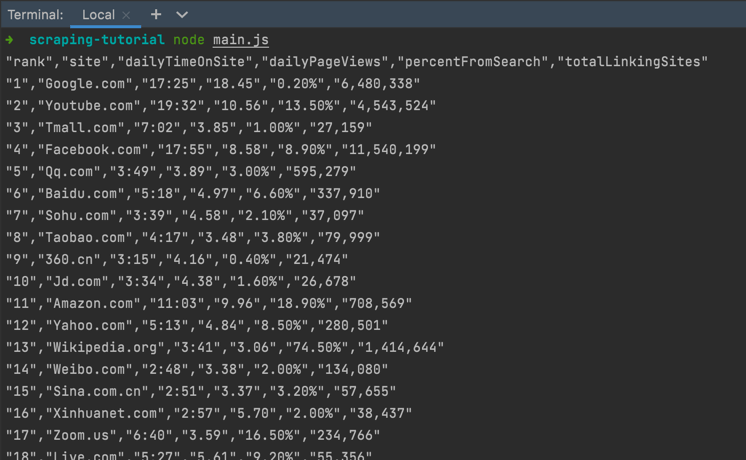 Terminal: Local × +
→ scraping-tutorial node main.js
"rank","site","dailyTimeOnSite","dailyPageViews","percentFromSearch","totalLinkingSites"
"1","Google.com","17:25","18.45","0.20%","6,480,338"
"2","Youtube.com","19:32","10.56","13.50%","4,543,524"
"3","Tmall.com","7:02","3.85","1.00%","27,159"
"4","Facebook.com","17:55","8.58","8.90%","11,540,199"
"5","Qq.com","3:49","3.89","3.00%","595,279"
"6","Baidu.com","5:18","4.97","6.60%","337,910"
"7","Sohu.com","3:39","4.58","2.10%","37,097"
"8","Taobao.com","4:17","3.48","3.80%","79,999"
"9","360.cn","3:15","4.16","0.40%","21,474"
"10","Jd.com","3:34","4.38","1.60%","26,678"
"11","Amazon.com","11:03","9.96","18.90%","708,569"
"12","Yahoo.com","5:13","4.84","8.50%","280,501"
"13","Wikipedia.org","3:41","3.06","74.50%","1,414,644"
"14","Weibo.com","2:48","3.38","2.00%","134,080"
"15","Sina.com.cn","2:51","3.37","3.20%","57,655"
"16","Xinhuanet.com","2:57","5.70","2.00%","38,437"
"17","Zoom.us","6:40","3.59","16.50%","234,766"
"18","Live.com","5:27","5.61","9.20%","55,356"